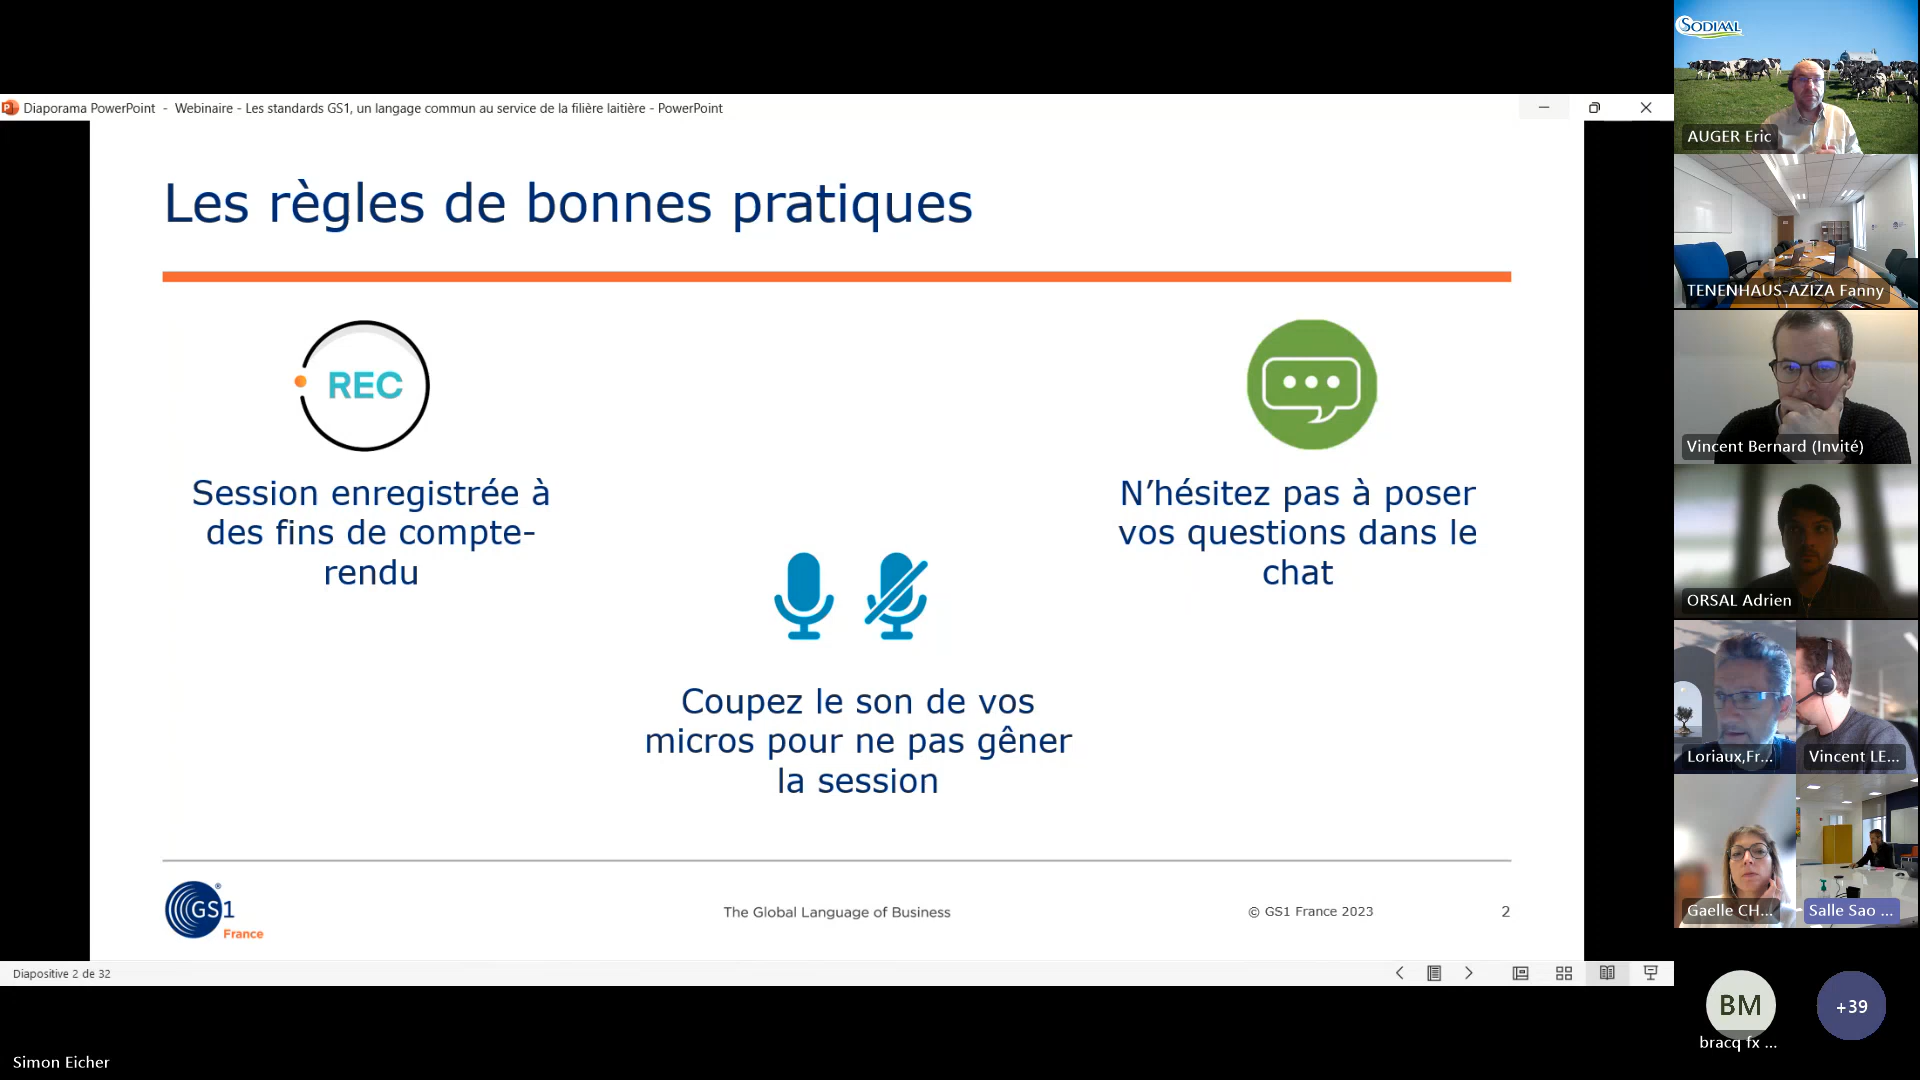 Diaporama PowerPoint - Webinaire - Les standards GS1, un langage commun au service de la filière laitière - PowerPoint
Les règles de bonnes pratiques
REC
Session enregistrée à
des fins de compte-
rendu
Coupez le son de vos
micros pour ne pas gêner
la session
N’hésitez pas à poser
vos questions dans le
chat
GS1
France
The Global Language of Business
© GS1 France 2023
2
Diapositive 2 de 32
Simon Eicher
SODIAAL
AUGER Eric
TENENHAUS-AZIZA Fanny
Vincent Bernard (Invité)
ORSAL Adrien
Loriaux,Fr...
Vincent LE...
Gaelle CH...
Salle Sao ...
BM
bracq fx ...
+39